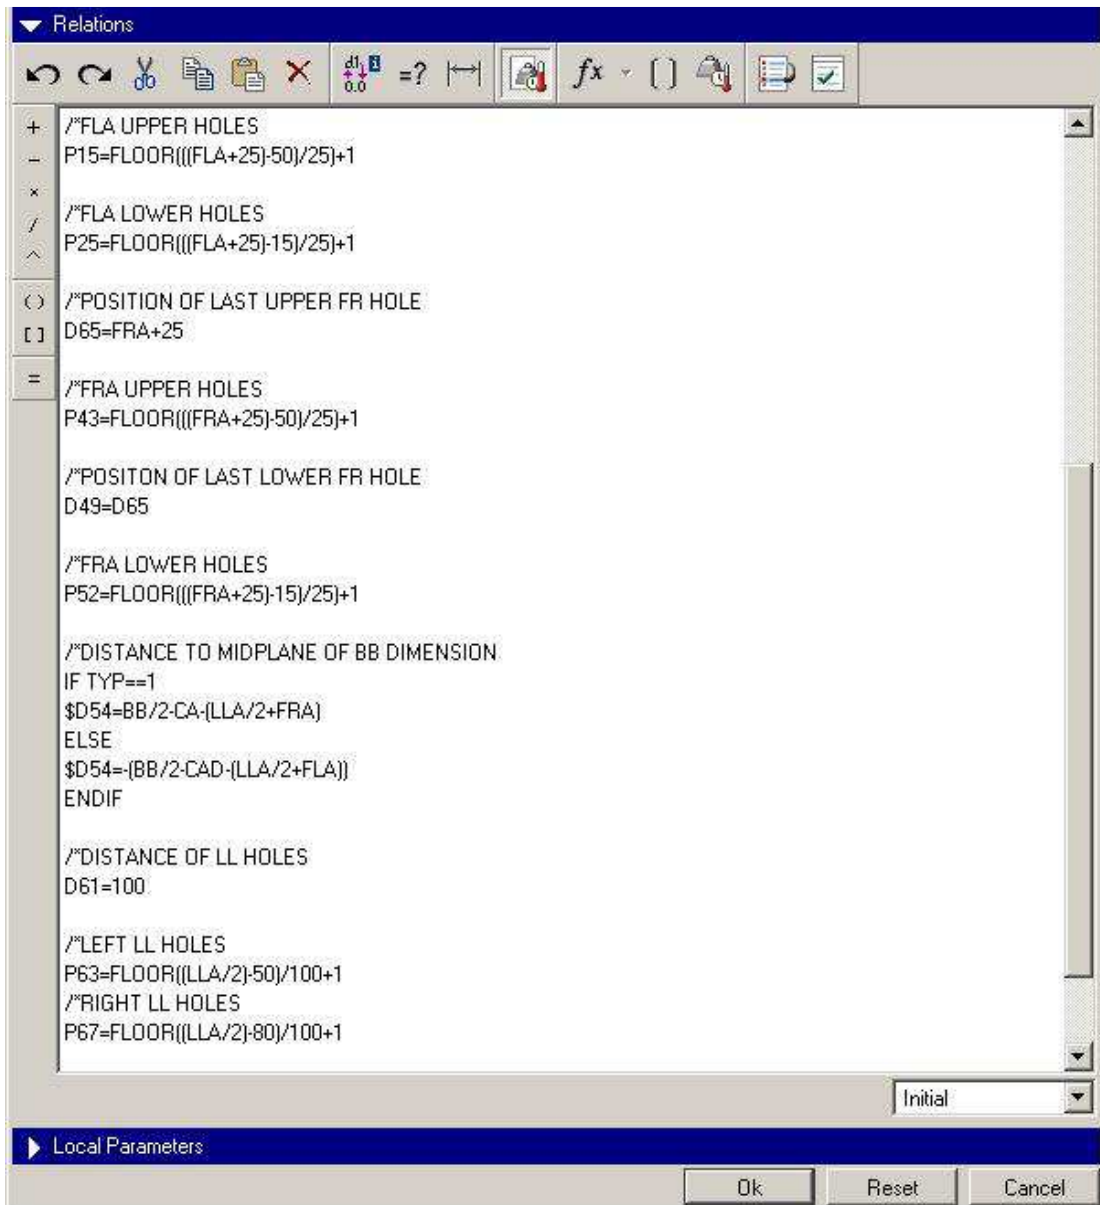 Relations
d1 i
0.0
=?
fx
[ ]
+
-
×
/
^
( )
[ ]
=
/*FLA UPPER HOLES
P15=FLOOR(((FLA+25)-50)/25)+1
/*FLA LOWER HOLES
P25=FLOOR(((FLA+25)-15)/25)+1
/*POSITION OF LAST UPPER FR HOLE
D65=FRA+25
/*FRA UPPER HOLES
P43=FLOOR(((FRA+25)-50)/25)+1
/*POSITON OF LAST LOWER FR HOLE
D49=D65
/*FRA LOWER HOLES
P52=FLOOR(((FRA+25)-15)/25)+1
/*DISTANCE TO MIDPLANE OF BB DIMENSION
IF TYP==1
$D54=BB/2-CA-(LLA/2+FRA)
ELSE
$D54=-(BB/2-CAD-(LLA/2+FLA))
ENDIF
/*DISTANCE OF LL HOLES
D61=100
/*LEFT LL HOLES
P63=FLOOR((LLA/2)-50)/100+1
/*RIGHT LL HOLES
P67=FLOOR((LLA/2)-80)/100+1
Initial
Local Parameters
Ok Reset Cancel